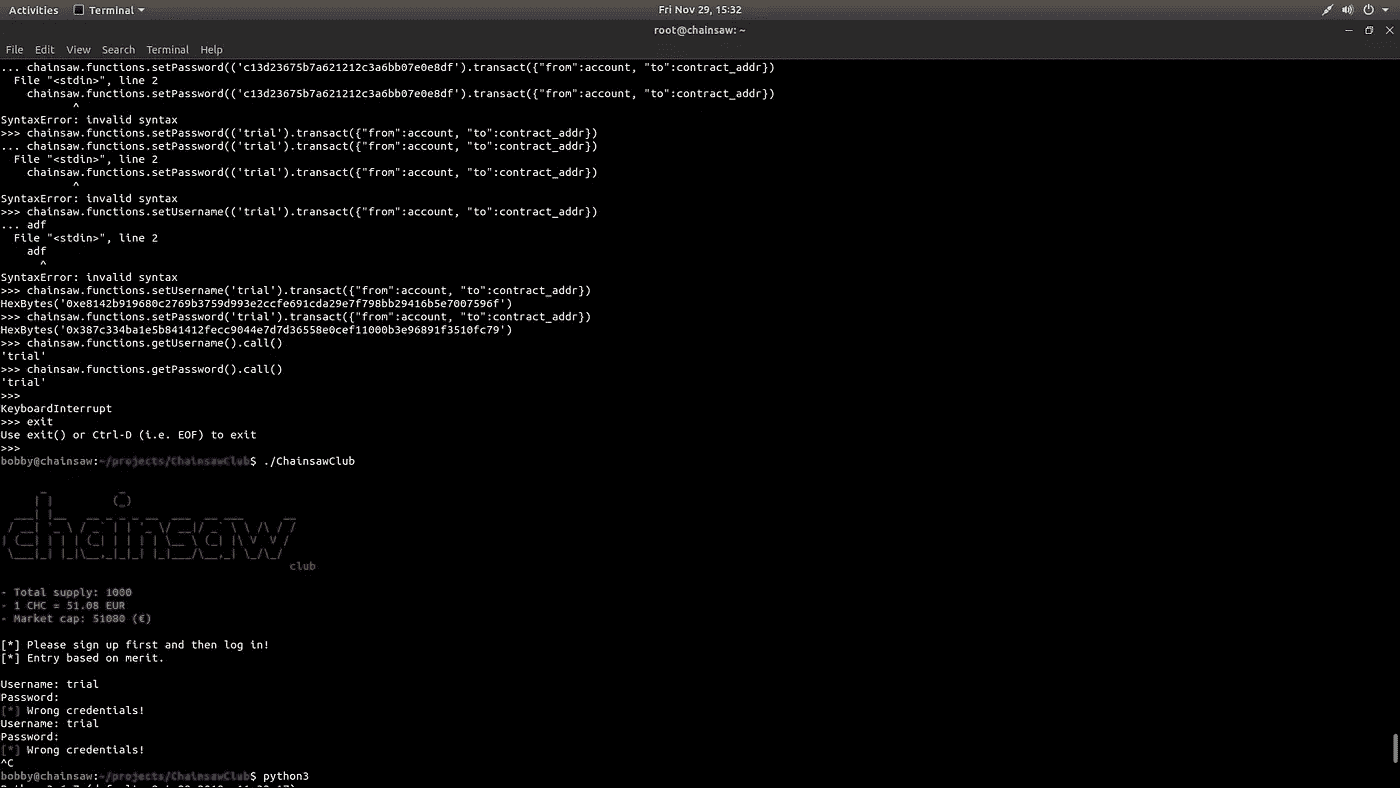 Activities Terminal Fri Nov 29, 15:32
root@chainsaw: ~
File Edit View Search Terminal Help
... chainsaw.functions.setPassword(('c13d23675b7a621212c3a6bb07e0e8df').transact({"from":account, "to":contract_addr})
File "<stdin>", line 2
chainsaw.functions.setPassword(('c13d23675b7a621212c3a6bb07e0e8df').transact({"from":account, "to":contract_addr})
^
SyntaxError: invalid syntax
>>> chainsaw.functions.setPassword(('trial').transact({"from":account, "to":contract_addr})
... chainsaw.functions.setPassword(('trial').transact({"from":account, "to":contract_addr})
File "<stdin>", line 2
chainsaw.functions.setPassword(('trial').transact({"from":account, "to":contract_addr})
^
SyntaxError: invalid syntax
>>> chainsaw.functions.setUsername(('trial').transact({"from":account, "to":contract_addr})
... adf
File "<stdin>", line 2
adf
^
SyntaxError: invalid syntax
>>> chainsaw.functions.setUsername('trial').transact({"from":account, "to":contract_addr})
HexBytes('0xe8142b919680c2769b3759d993e2ccfe691cda29e7f798bb29416b5e7007596f')
>>> chainsaw.functions.setPassword('trial').transact({"from":account, "to":contract_addr})
HexBytes('0x387c334ba1e5b841412fecc9044e7d7d36558e0cef11000b3e96891f3510fc79')
>>> chainsaw.functions.getUsername().call()
'trial'
>>> chainsaw.functions.getPassword().call()
'trial'
>>>
KeyboardInterrupt
>>> exit
Use exit() or Ctrl-D (i.e. EOF) to exit
>>>
bobby@chainsaw:~/projects/ChainsawClub$ ./ChainsawClub
chainsaw
club
- Total supply: 1000
- 1 CHC = 51.08 EUR
- Market cap: 51080 (€)
[*] Please sign up first and then log in!
[*] Entry based on merit.
Username: trial
Password:
[*] Wrong credentials!
Username: trial
Password:
[*] Wrong credentials!
^C
bobby@chainsaw:~/projects/ChainsawClub$ python3